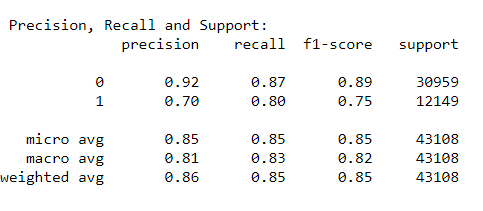 Precision, Recall and Support:
precision recall f1-score support
0 0.92 0.87 0.89 30959
1 0.70 0.80 0.75 12149
micro avg 0.85 0.85 0.85 43108
macro avg 0.81 0.83 0.82 43108
weighted avg 0.86 0.85 0.85 43108